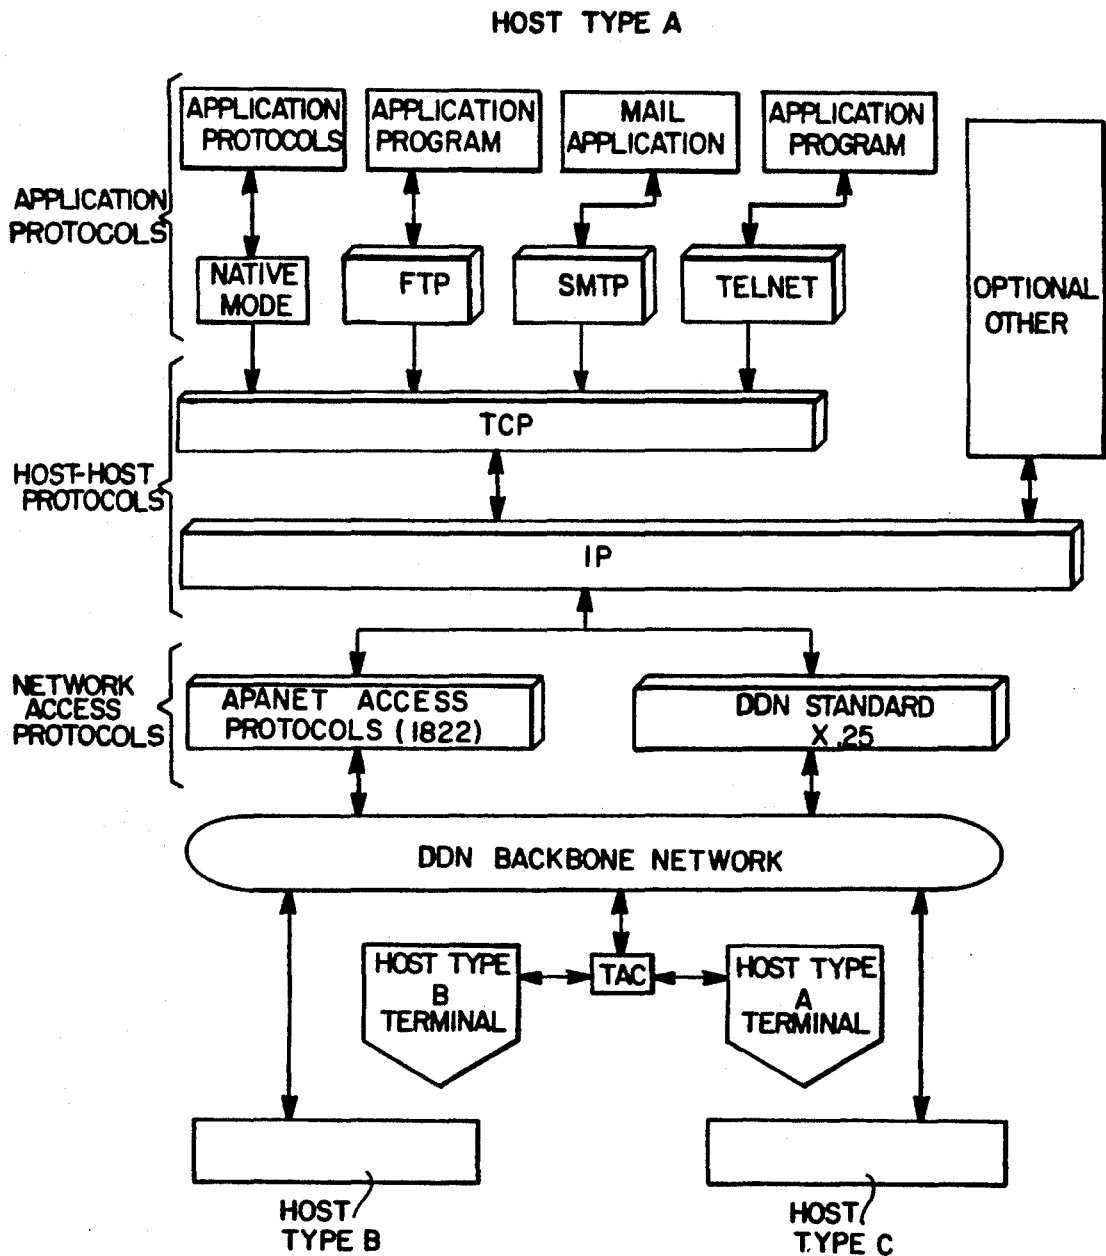 HOST TYPE A
APPLICATION
PROTOCOLS
APPLICATION
PROGRAM
MAIL
APPLICATION
APPLICATION
PROGRAM
APPLICATION
PROTOCOLS
NATIVE
MODE
FTP
SMTP
TELNET
OPTIONAL
OTHER
TCP
HOST-HOST
PROTOCOLS
IP
NETWORK
ACCESS
PROTOCOLS
APANET ACCESS
PROTOCOLS (1822)
DDN STANDARD
X .25
DDN BACKBONE NETWORK
HOST TYPE
B
TERMINAL
TAC
HOST TYPE
A
TERMINAL
HOST
TYPE B
HOST
TYPE C